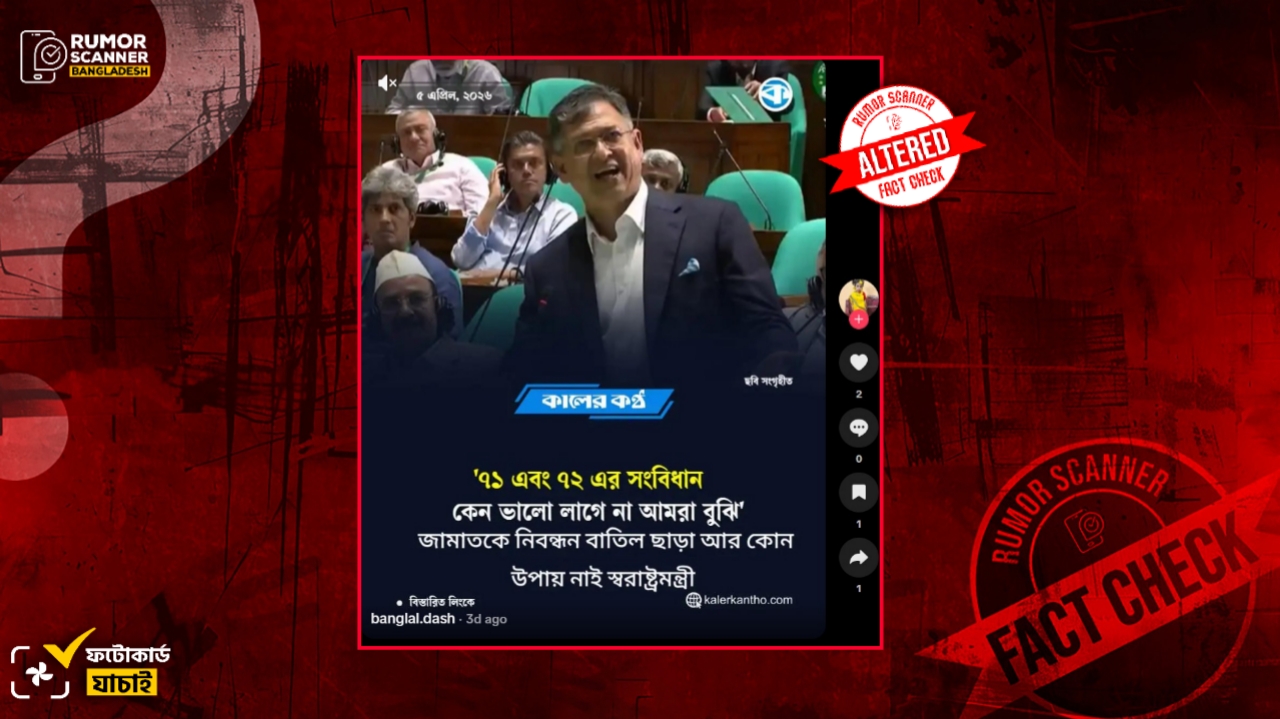 RUMOR
SCANNER
BANGLADESH
৫ এপ্রিল, ২০২৬
ক
RUMOR SCANNER
ALTERED
FACT CHECK
ছবি সংগৃহীত
কালের কণ্ঠ
'৭১ এবং ৭২ এর সংবিধান
কেন ভালো লাগে না আমরা বুঝি'
জামাতকে নিবন্ধন বাতিল ছাড়া আর কোন
উপায় নাই স্বরাষ্ট্রমন্ত্রী
বিস্তারিত লিংকে
kalerkantho.com
banglal.dash · 3d ago
2
0
1
1
RUMOR SCANNER
FACT CHECK
ফটোকার্ড
যাচাই